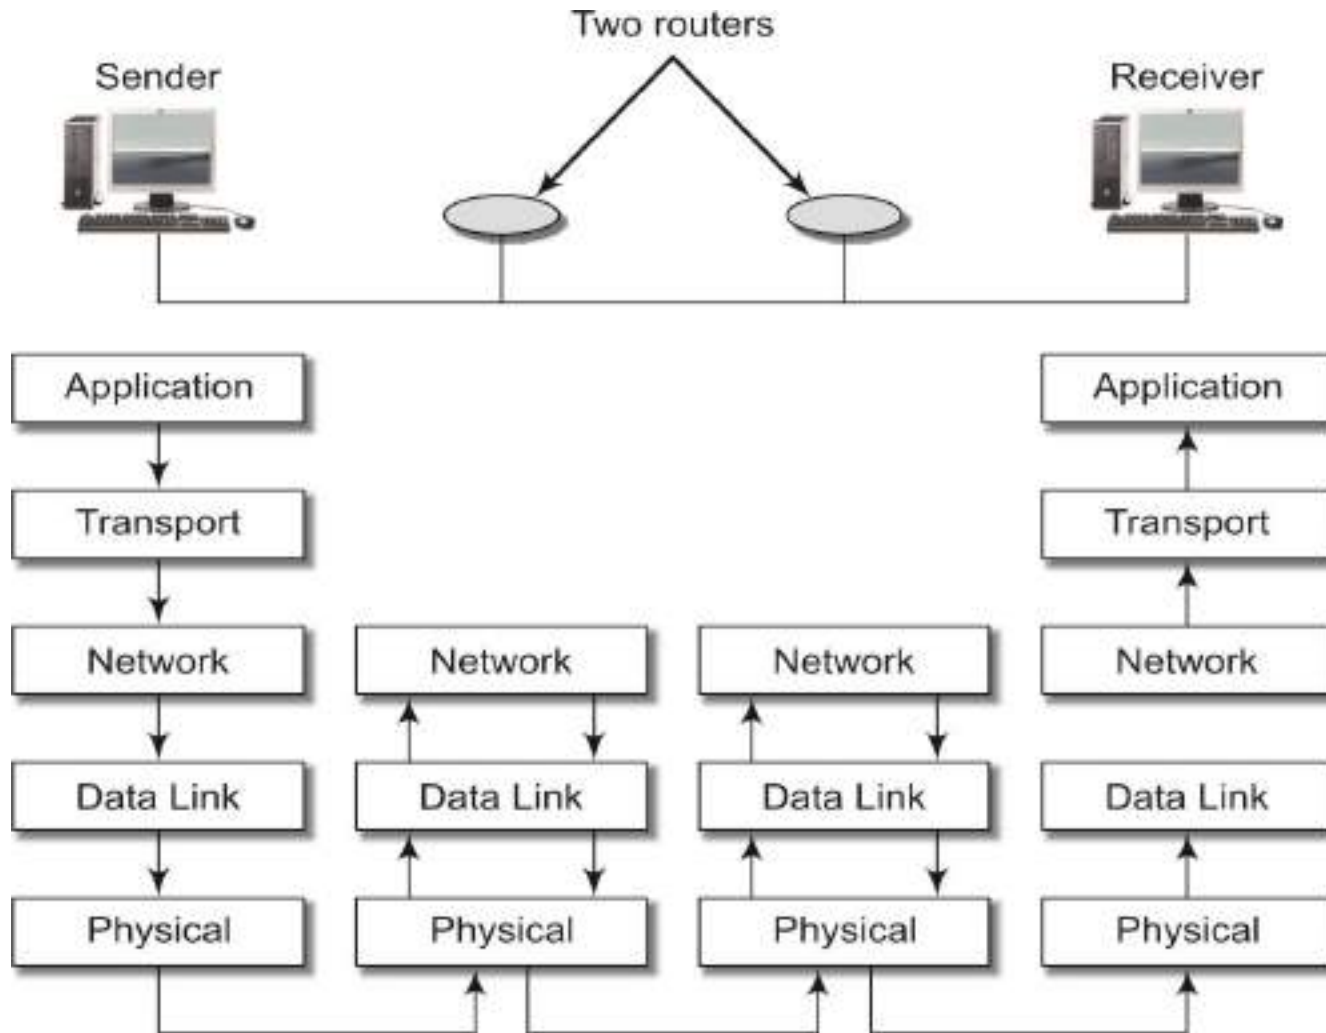 Two routers
Sender
Receiver
Application
Application
Transport
Transport
Network
Network
Network
Network
Data Link
Data Link
Data Link
Data Link
Physical
Physical
Physical
Physical